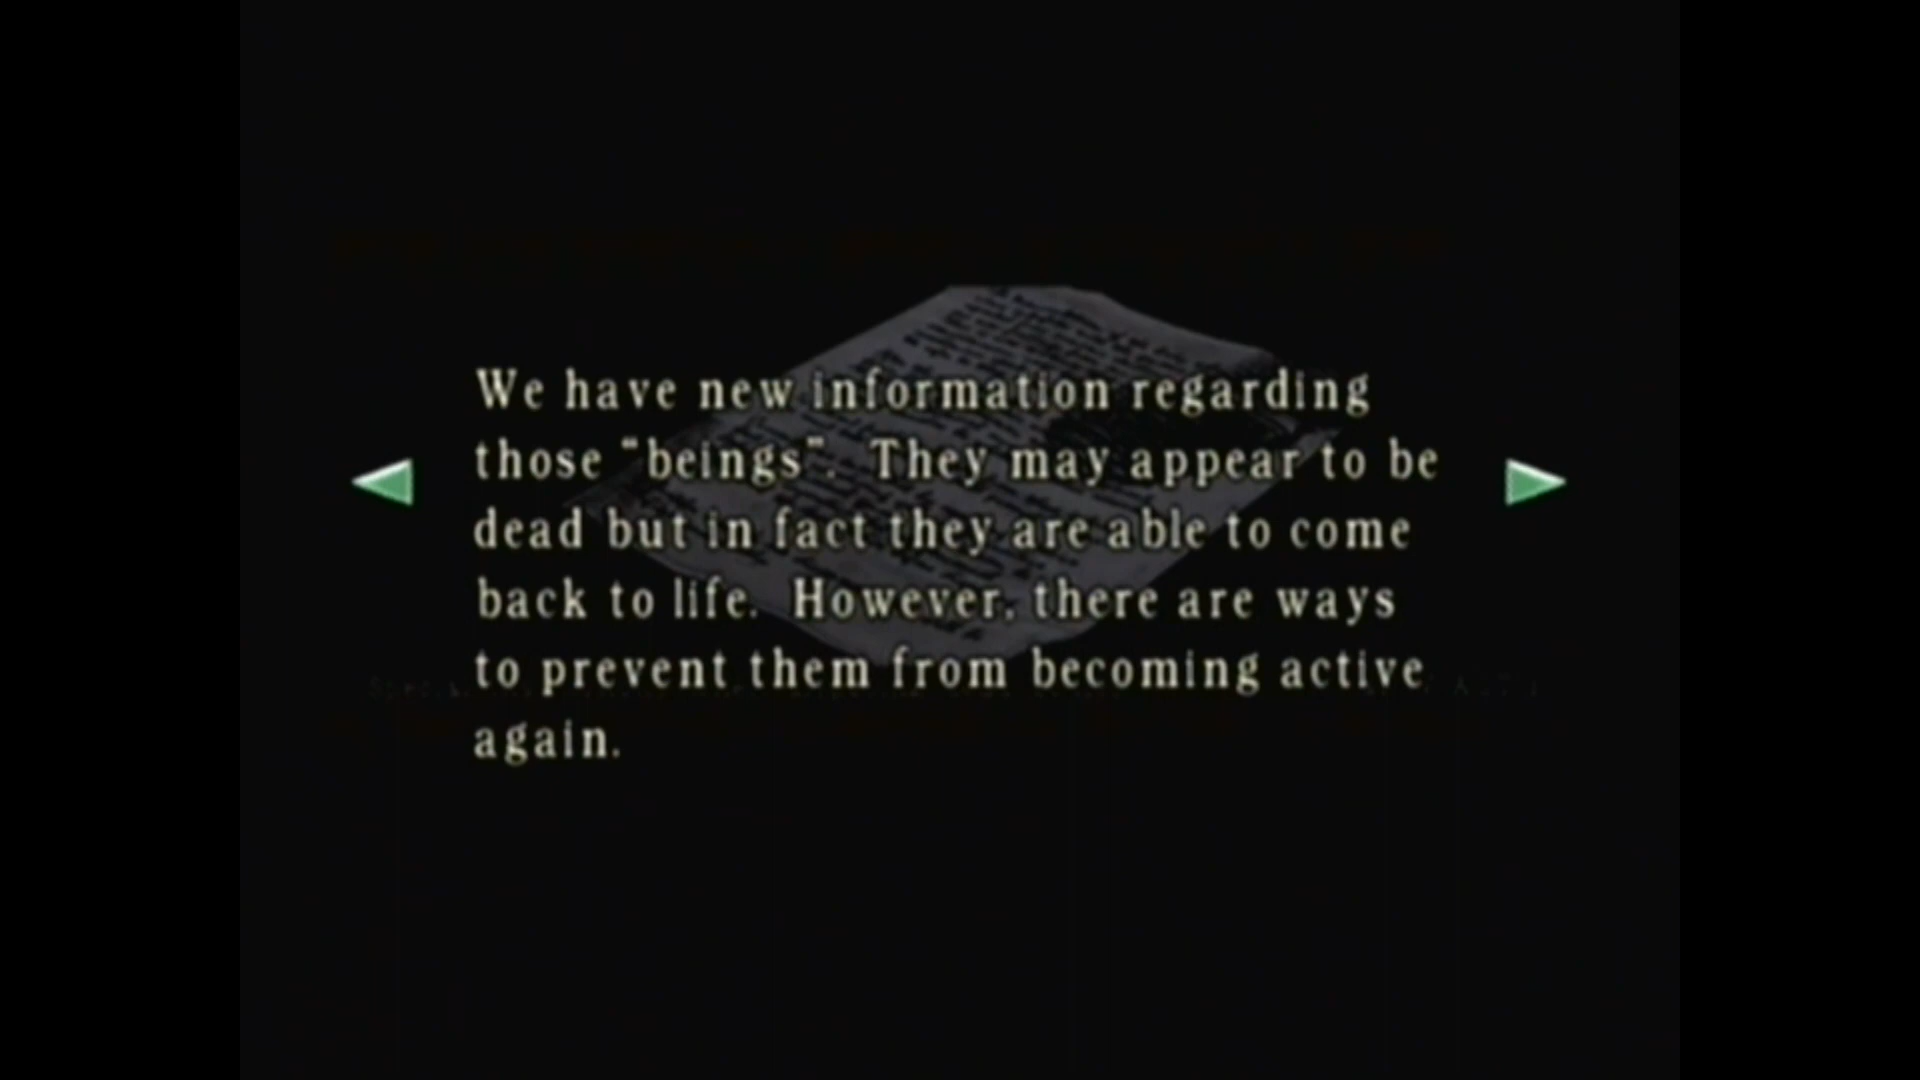 We have new information regarding
those "beings".  They may appear to be
dead but in fact they are able to come
back to life.  However, there are ways
to prevent them from becoming active
again.